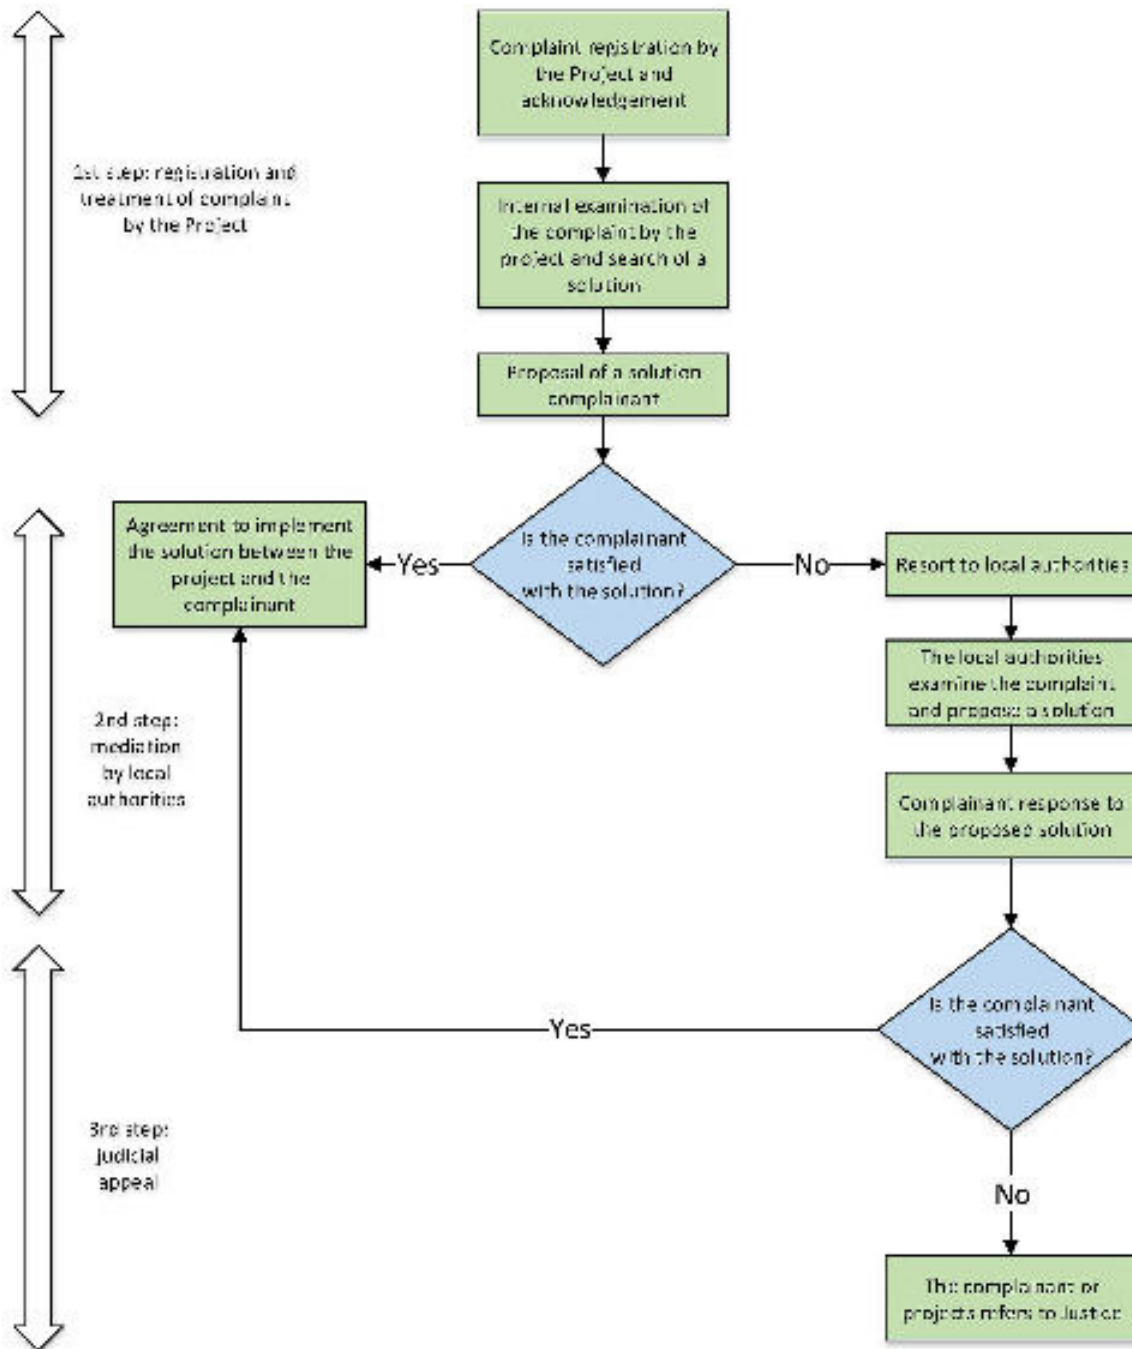 Complaint registration by
the Project and
acknowledgement
1st step: registration and
treatment of complaint
by the Project
Internal examination of
the complaint by the
project and search of a
solution
Proposal of a solution
complainant
Agreement to implement
the solution between the
project and the
complainant
Yes
Is the complainant
satisfied
with the solution?
No
Resort to local authorities
The local authorities
examine the complaint
and propose a solution
2nd step:
mediation
by local
authorities
Complainant response to
the proposed solution
Is the complainant
satisfied
with the solution?
Yes
3rd step:
judicial
appeal
No
The complainant or
projects refers to Justice